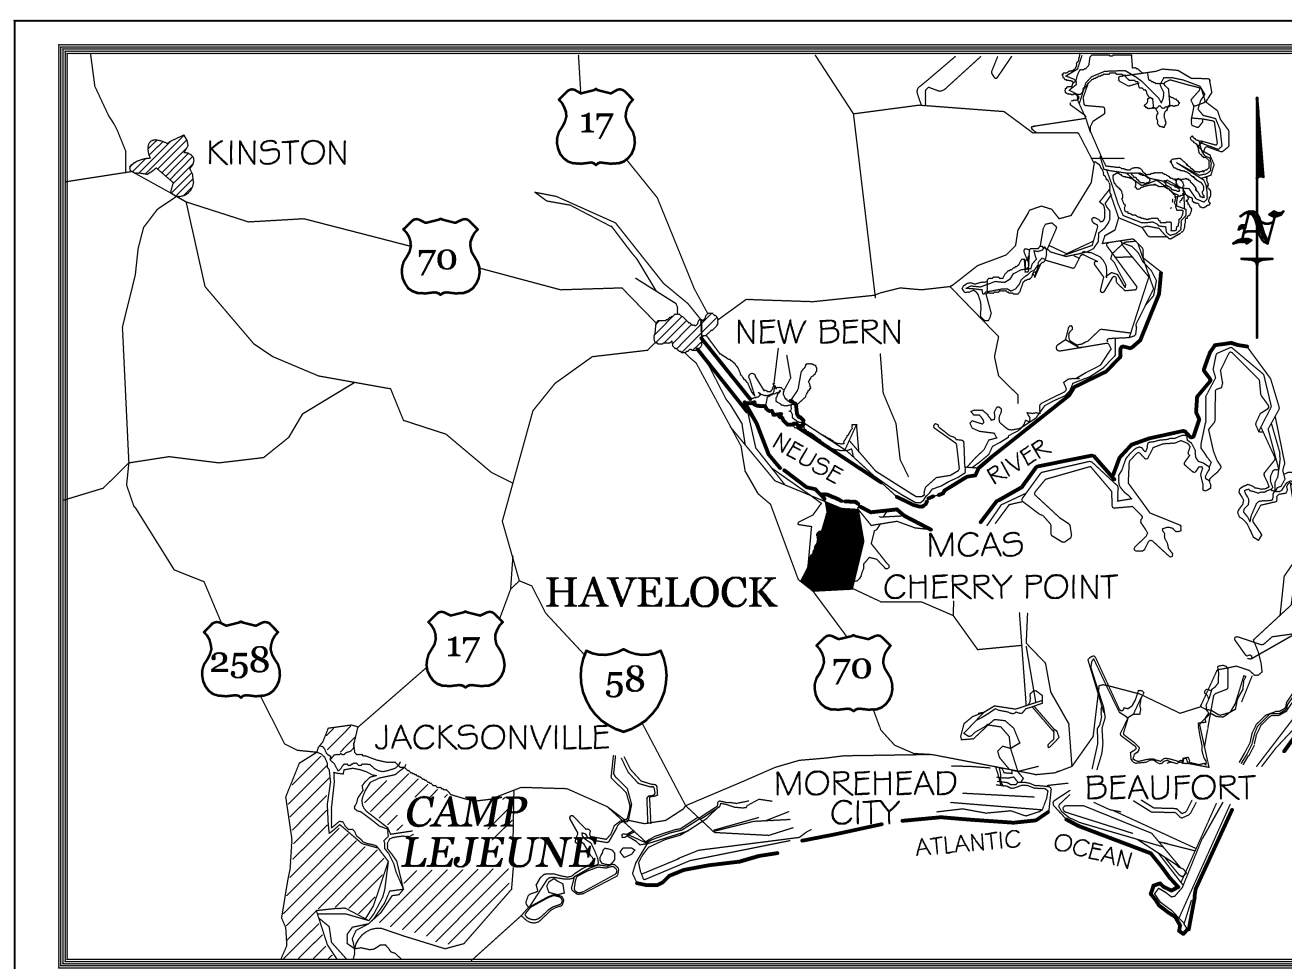 17
KINSTON
N
70
NEW BERN
NEUSE
RIVER
MCAS
CHERRY POINT
HAVELOCK
258
17
58
70
JACKSONVILLE
MOREHEAD
CITY
BEAUFORT
CAMP
LEJEUNE
ATLANTIC
OCEAN